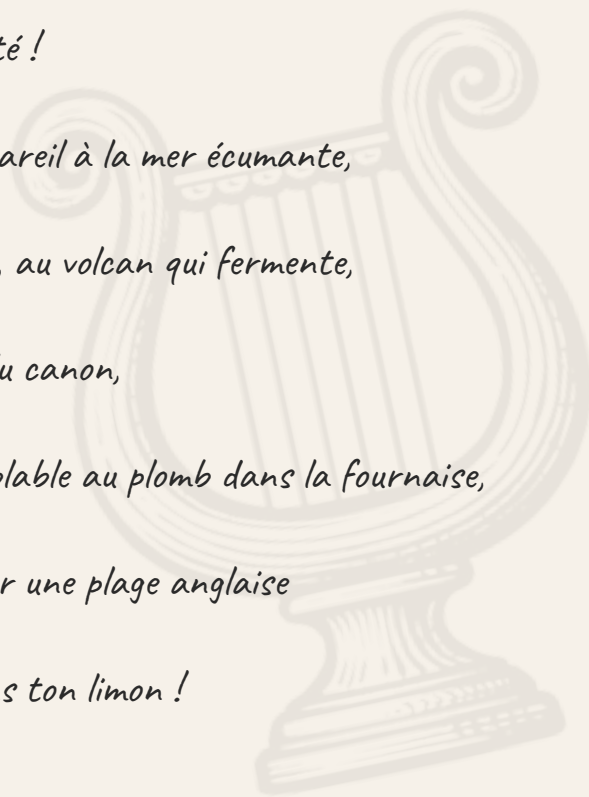 té !
areil à la mer écumante,
, au volcan qui fermente,
u canon,
blable au plomb dans la fournaise,
r une plage anglaise
s ton limon !